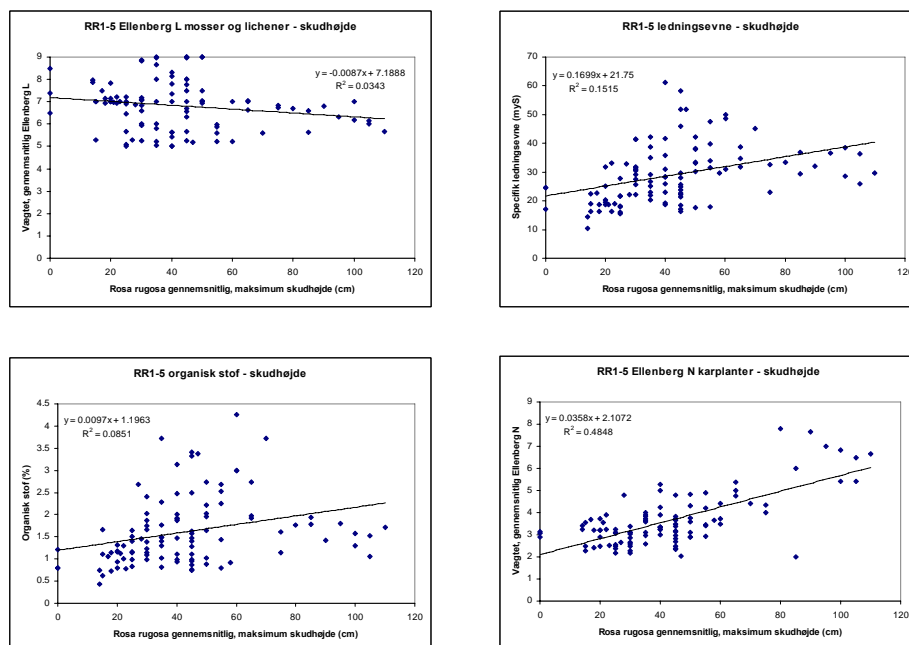 RR1-5 Ellenberg L mosser og lichener - skudhøjde
y = -0.0087x + 7.1888
R² = 0.0343
Vægtet, gennemsnitlig Ellenberg L
9
8
7
6
5
4
3
2
1
0
0 20 40 60 80 100 120
Rosa rugosa gennemsnitlig, maksimum skudhøjde (cm)
RR1-5 ledningsevne - skudhøjde
y = 0.1699x + 21.75
R² = 0.1515
Specifik ledningsevne (myS)
70
60
50
40
30
20
10
0
0 20 40 60 80 100 120
Rosa rugosa gennemsnitlig, maksimum skudhøjde (cm)
RR1-5 organisk stof - skudhøjde
y = 0.0097x + 1.1963
R² = 0.0851
Organisk stof (%)
4.5
4
3.5
3
2.5
2
1.5
1
0.5
0
0 20 40 60 80 100 120
Rosa rugosa gennemsnitlig, maksimum skudhøjde (cm)
RR1-5 Ellenberg N karplanter - skudhøjde
y = 0.0358x + 2.1072
R² = 0.4848
Vægtet, gennemsnitlig Ellenberg N
9
8
7
6
5
4
3
2
1
0
0 20 40 60 80 100 120
Rosa rugosa gennemsnitlig, maksimum skudhøjde (cm)